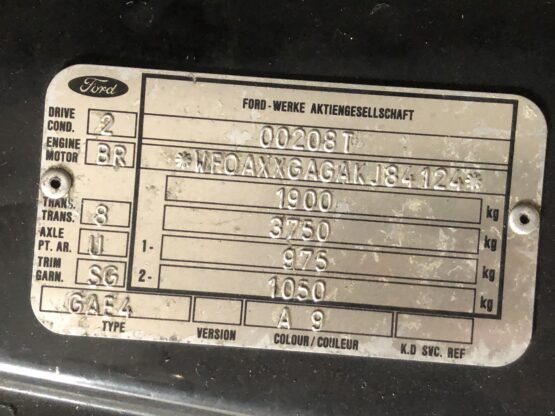 Ford
FORD-WERKE AKTIENGESELLSCHAFT
DRIVE
COND. 2
00208T
ENGINE
MOTOR BR
*WFOAXXGAGAKJ84124*
1900 kg
TRANS.
TRANS. 8
3750 kg
AXLE
PT. AR. U
1- 975 kg
TRIM
GARN. SG
2- 1050 kg
GAE4 A 9
TYPE VERSION COLOUR/COULEUR K.D SVC. REF